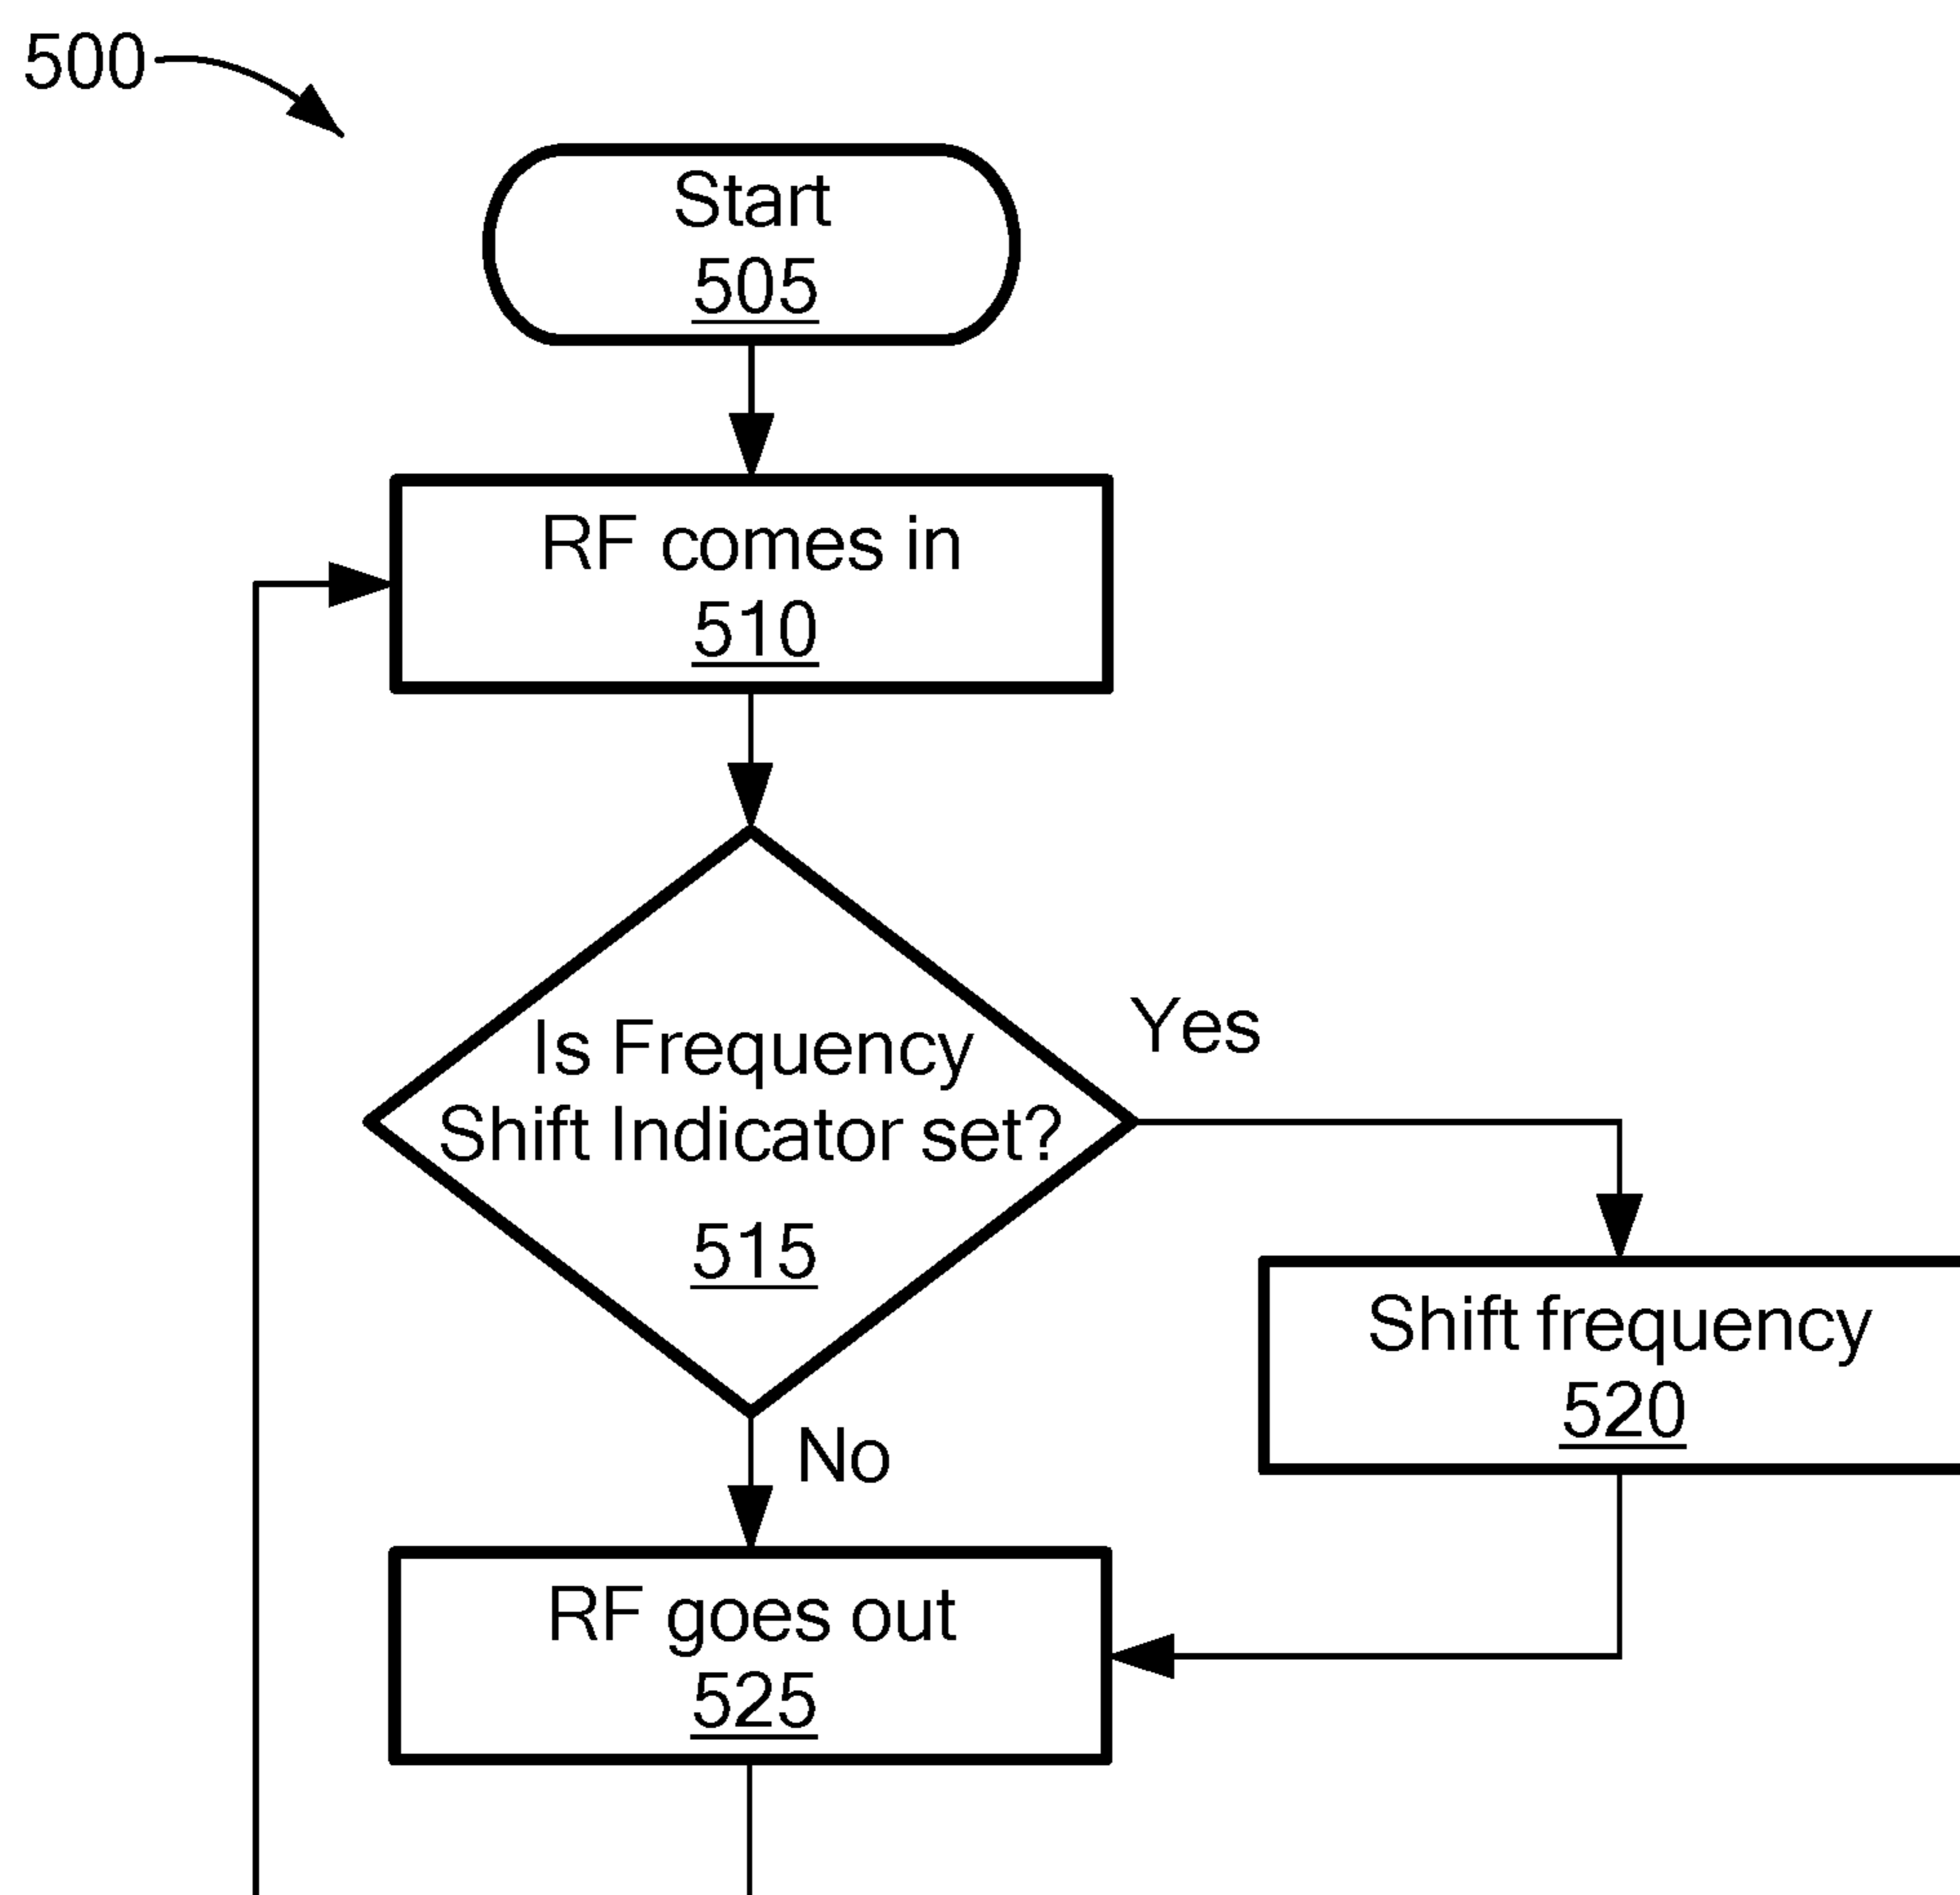 500
Start
505
RF comes in
510
Is Frequency
Shift Indicator set?
515
Yes
Shift frequency
520
No
RF goes out
525